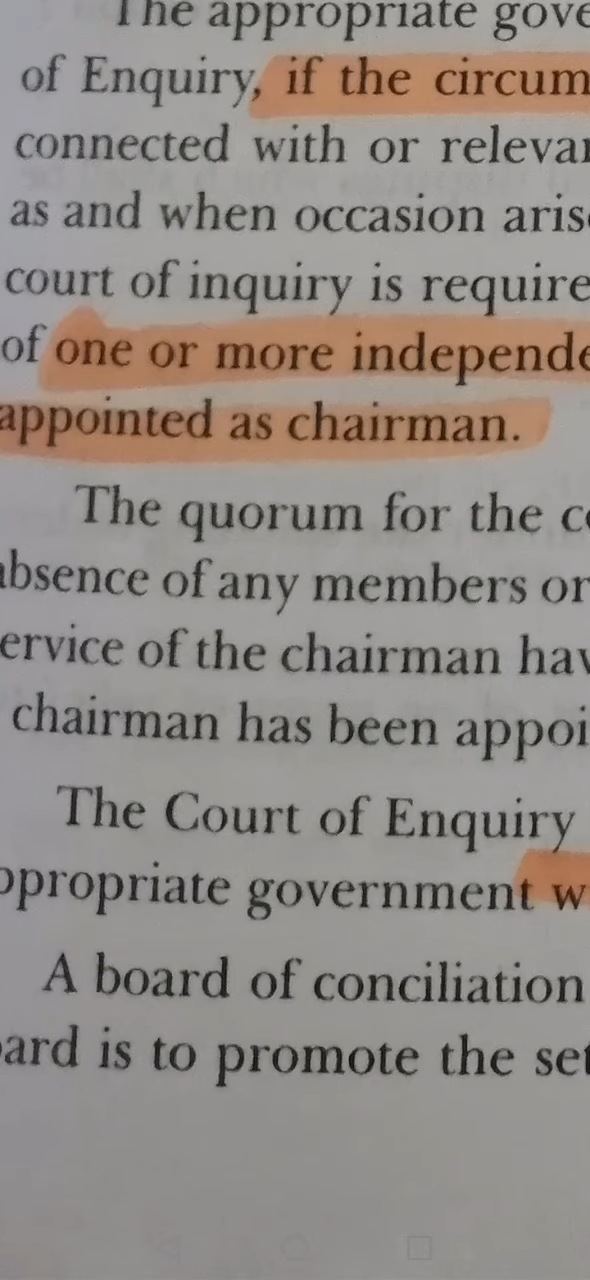 The appropriate gove
of Enquiry, if the circum
connected with or releva
as and when occasion aris
court of inquiry is require
of one or more independe
appointed as chairman.
The quorum for the c
absence of any members or
ervice of the chairman hav
chairman has been appoi
The Court of Enquiry
ppropriate government w
A board of conciliation
ard is to promote the set